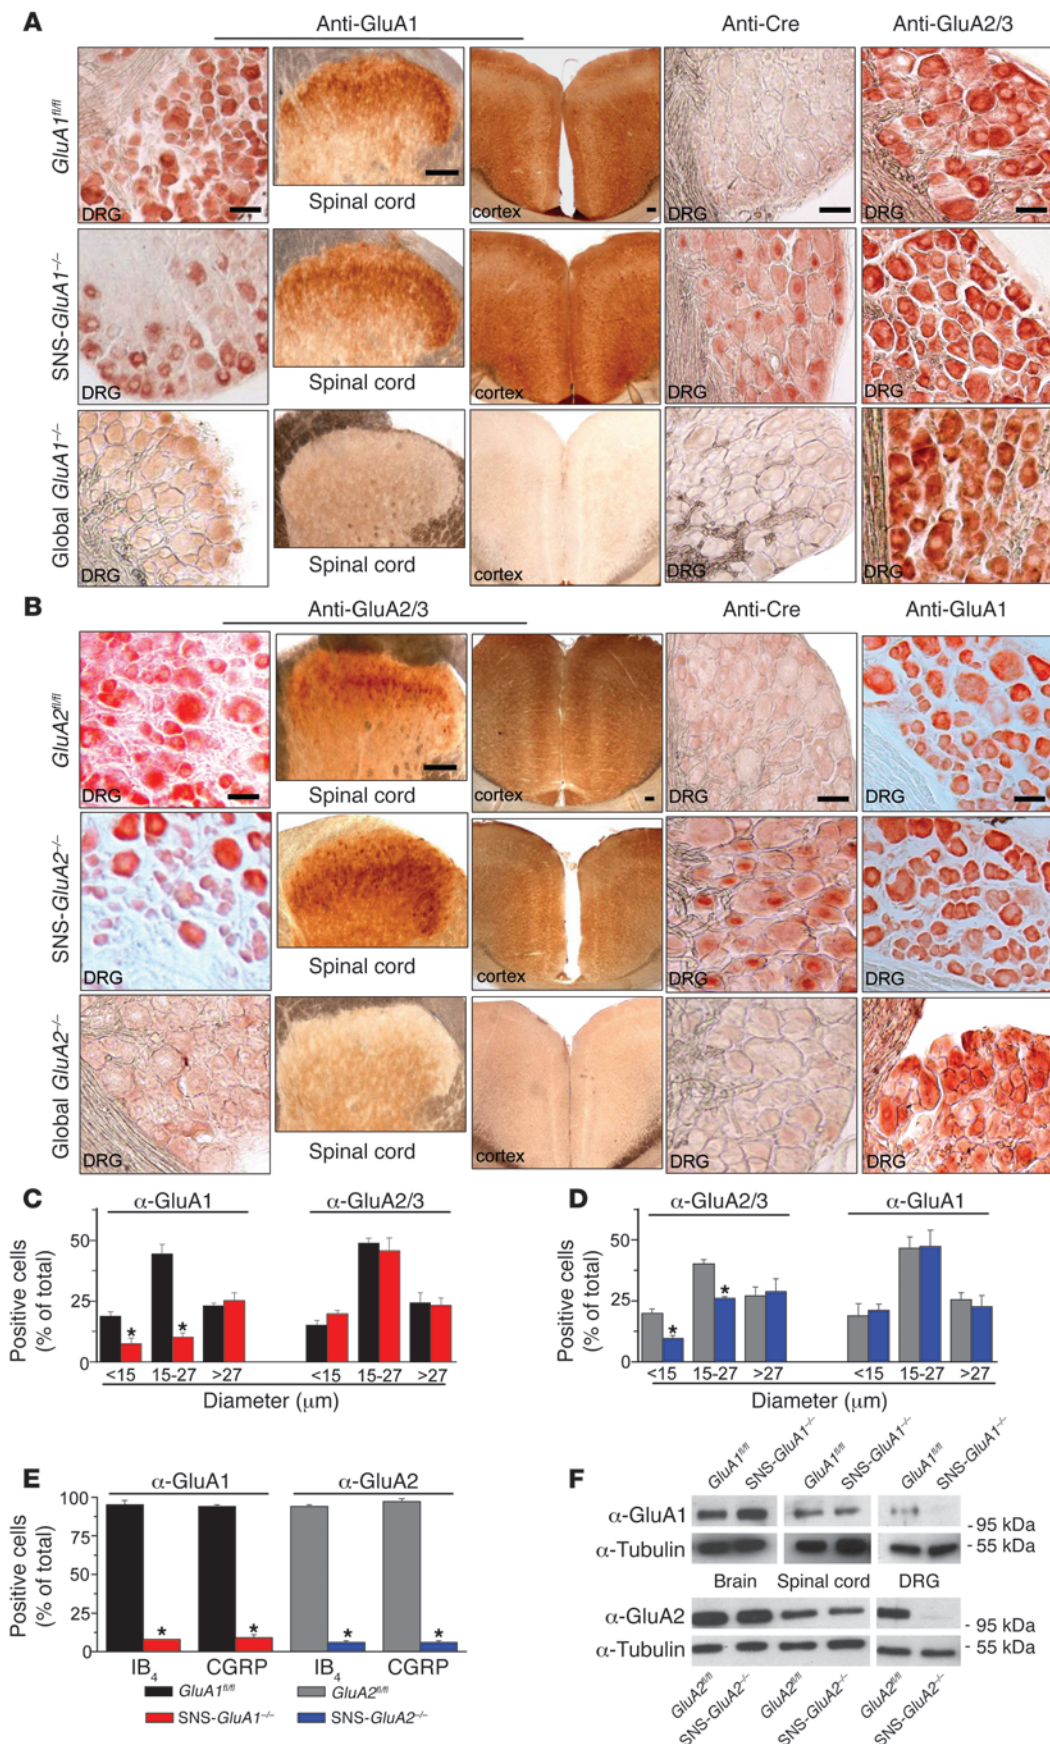 A
Anti-GluA1
Anti-Cre
Anti-GluA2/3
GluA1fl/fl
DRG
Spinal cord
cortex
DRG
DRG
SNS-GluA1–/–
DRG
Spinal cord
cortex
DRG
DRG
Global GluA1–/–
DRG
Spinal cord
cortex
DRG
DRG
B
Anti-GluA2/3
Anti-Cre
Anti-GluA1
GluA2fl/fl
DRG
Spinal cord
cortex
DRG
DRG
SNS-GluA2–/–
DRG
Spinal cord
cortex
DRG
DRG
Global GluA2–/–
DRG
Spinal cord
cortex
DRG
DRG
C
α-GluA1
α-GluA2/3
Positive cells
(% of total)
50
25
0
<15 15-27 >27
<15 15-27 >27
Diameter (μm)
D
α-GluA2/3
α-GluA1
Positive cells
(% of total)
50
25
0
<15 15-27 >27
<15 15-27 >27
Diameter (μm)
* * * *
E
α-GluA1
α-GluA2
Positive cells
(% of total)
100
75
50
25
0
* * * *
IB4 CGRP IB4 CGRP
GluA1fl/fl
GluA2fl/fl
SNS-GluA1–/–
SNS-GluA2–/–
F
GluA1fl/fl SNS-GluA1–/– GluA1fl/fl SNS-GluA1–/– GluA1fl/fl SNS-GluA1–/–
α-GluA1
- 95 kDa
α-Tubulin
- 55 kDa
Brain Spinal cord DRG
α-GluA2
- 95 kDa
α-Tubulin
- 55 kDa
GluA2fl/fl SNS-GluA2–/– GluA2fl/fl SNS-GluA2–/– GluA2fl/fl SNS-GluA2–/–